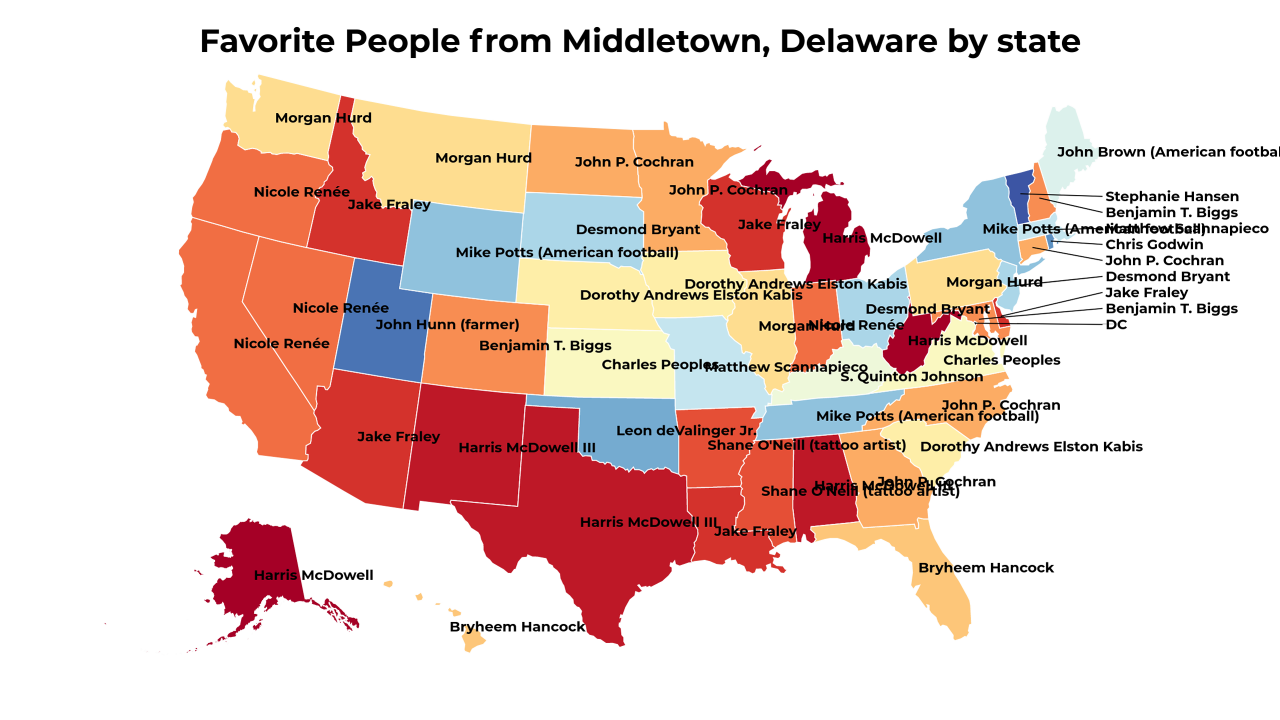 Favorite People from Middletown, Delaware by state
Morgan Hurd
Morgan Hurd
John P. Cochran
John Brown (American footbal
Nicole Renée
Jake Fraley
John P. Cochran
Stephanie Hansen
Benjamin T. Biggs
Jake Fraley
Desmond Bryant
Mike Potts (American football)
Matthew Scannapieco
Harris McDowell
Chris Godwin
Mike Potts (American football)
John P. Cochran
Desmond Bryant
Morgan Hurd
Dorothy Andrews Elston Kabis
Dorothy Andrews Elston Kabis
Jake Fraley
Nicole Renée
Desmond Bryant
Benjamin T. Biggs
John Hunn (farmer)
Morgan Hurd
Nicole Renée
DC
Nicole Renée
Benjamin T. Biggs
Harris McDowell
Charles Peoples
Charles Peoples
Matthew Scannapieco
S. Quinton Johnson
John P. Cochran
Mike Potts (American football)
Jake Fraley
Leon deValinger Jr.
Harris McDowell III
Shane O'Neill (tattoo artist)
Dorothy Andrews Elston Kabis
John P. Cochran
Harris McDowell III
Shane O'Neill (tattoo artist)
Harris McDowell III
Jake Fraley
Bryheem Hancock
Harris McDowell
Bryheem Hancock